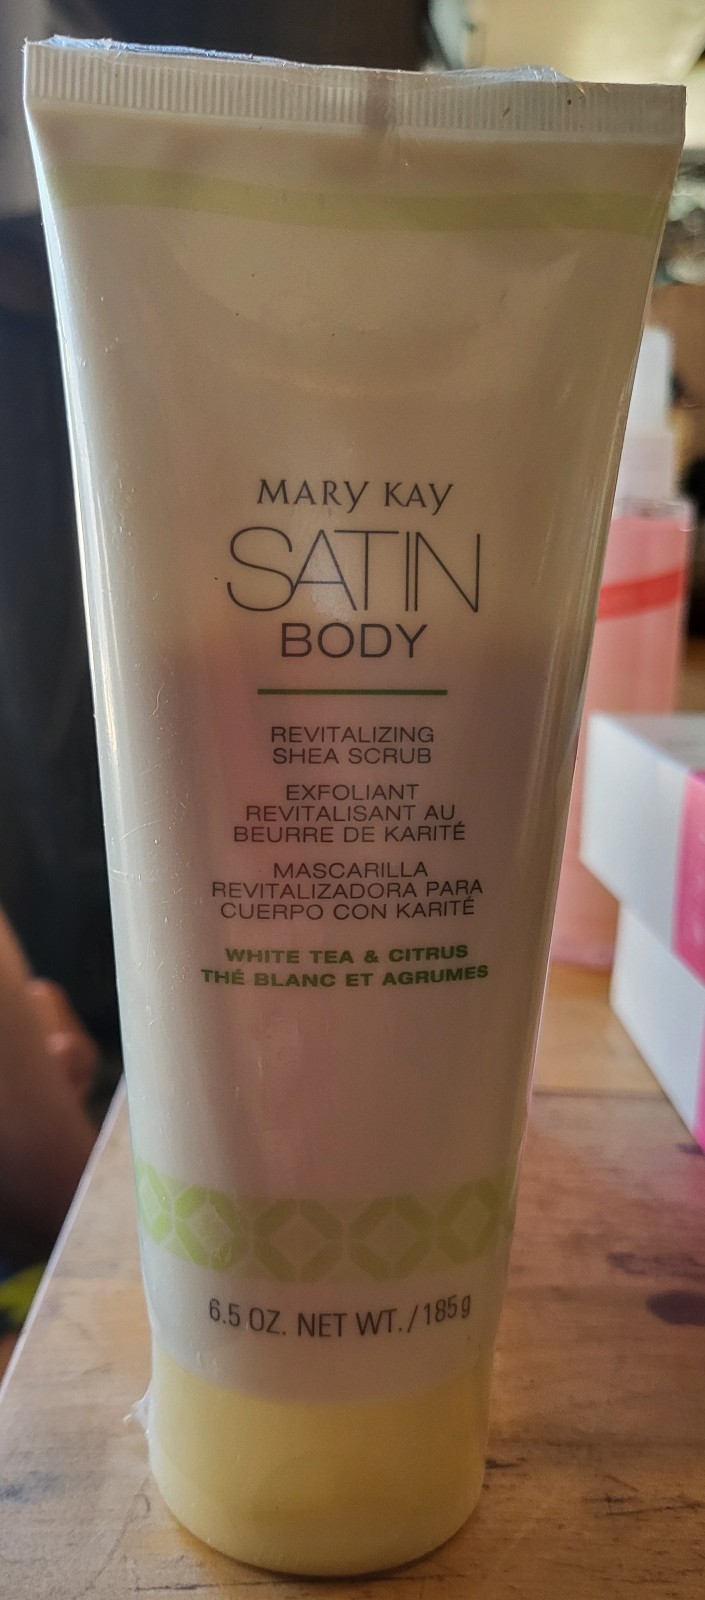 MARY KAY
SATIN
BODY
REVITALIZING
SHEA SCRUB
EXFOLIANT
REVITALISANT AU
BEURRE DE KARITÉ
MASCARILLA
REVITALIZADORA PARA
CUERPO CON KARITÉ
WHITE TEA & CITRUS
THÉ BLANC ET AGRUMES
6.5 OZ. NET WT./185g